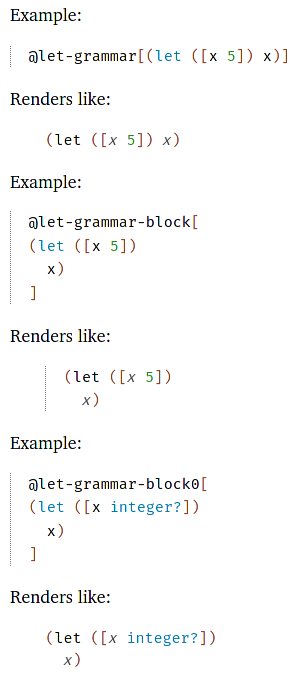 Example:
@let-grammar[(let ([x 5]) x)]
Renders like:
(let ([x 5]) x)
Example:
@let-grammar-block[
(let ([x 5])
  x)
]
Renders like:
(let ([x 5])
  x)
Example:
@let-grammar-block0[
(let ([x integer?])
  x)
]
Renders like:
(let ([x integer?])
  x)